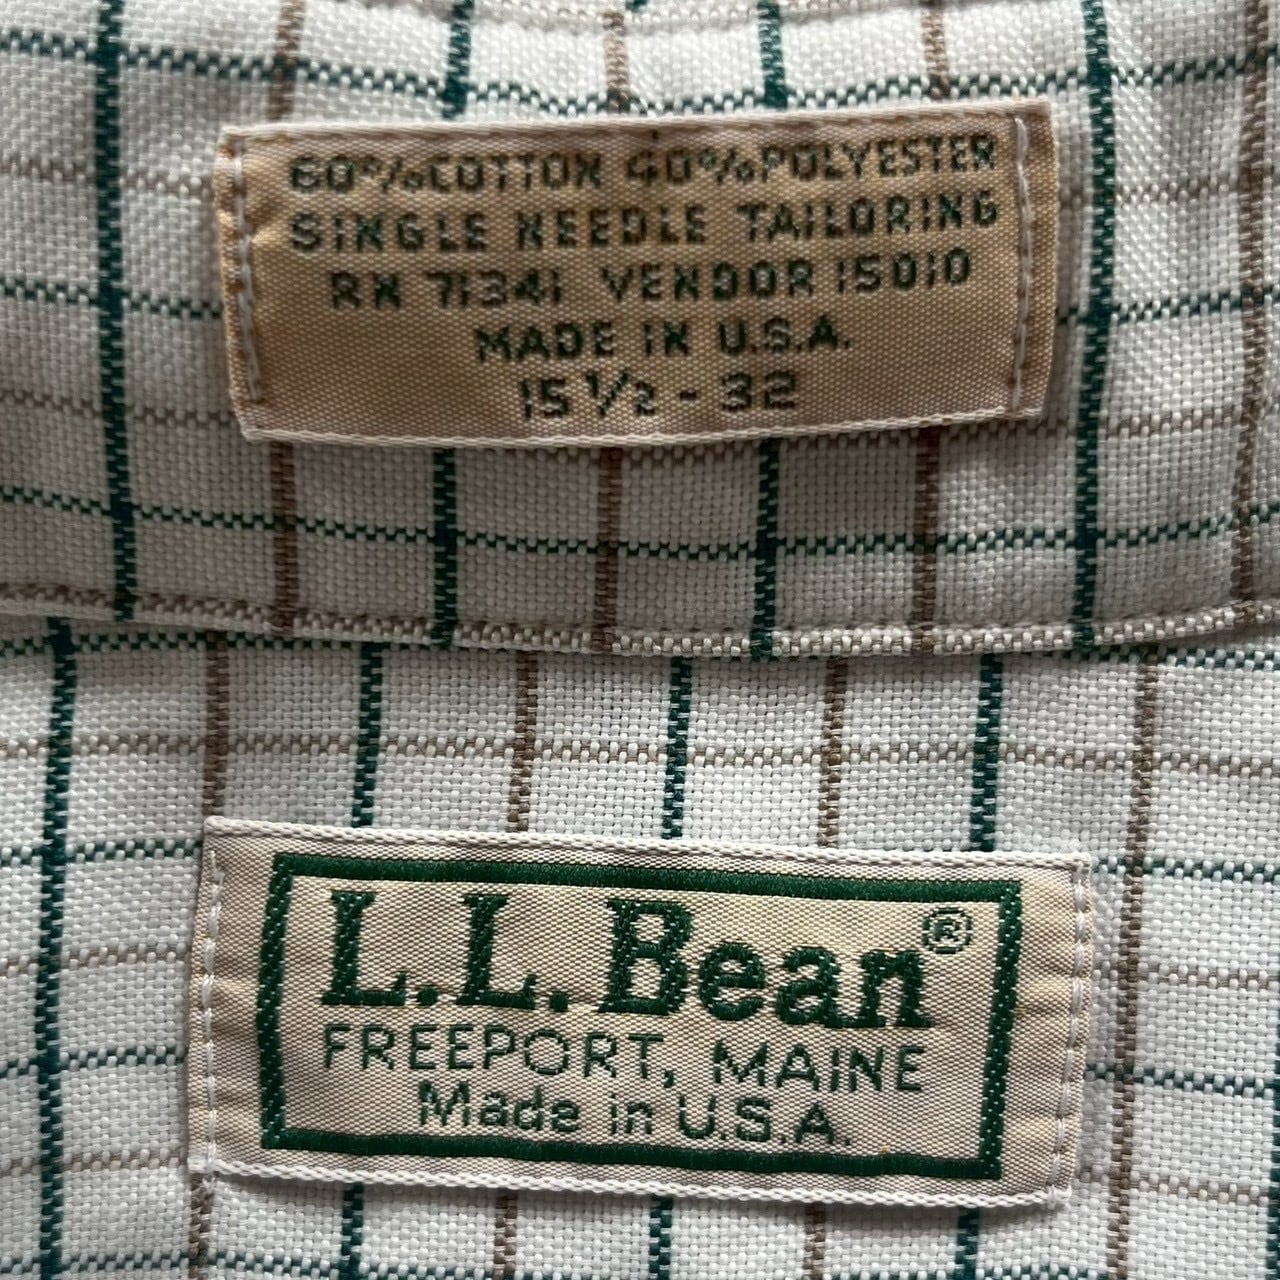 60% COTTON 40% POLYESTER
SINGLE NEEDLE TAILORING
RN 71341 VENDOR 15010
MADE IN U.S.A.
15 1/2 - 32
L.L.Bean®
FREEPORT, MAINE
Made in U.S.A.